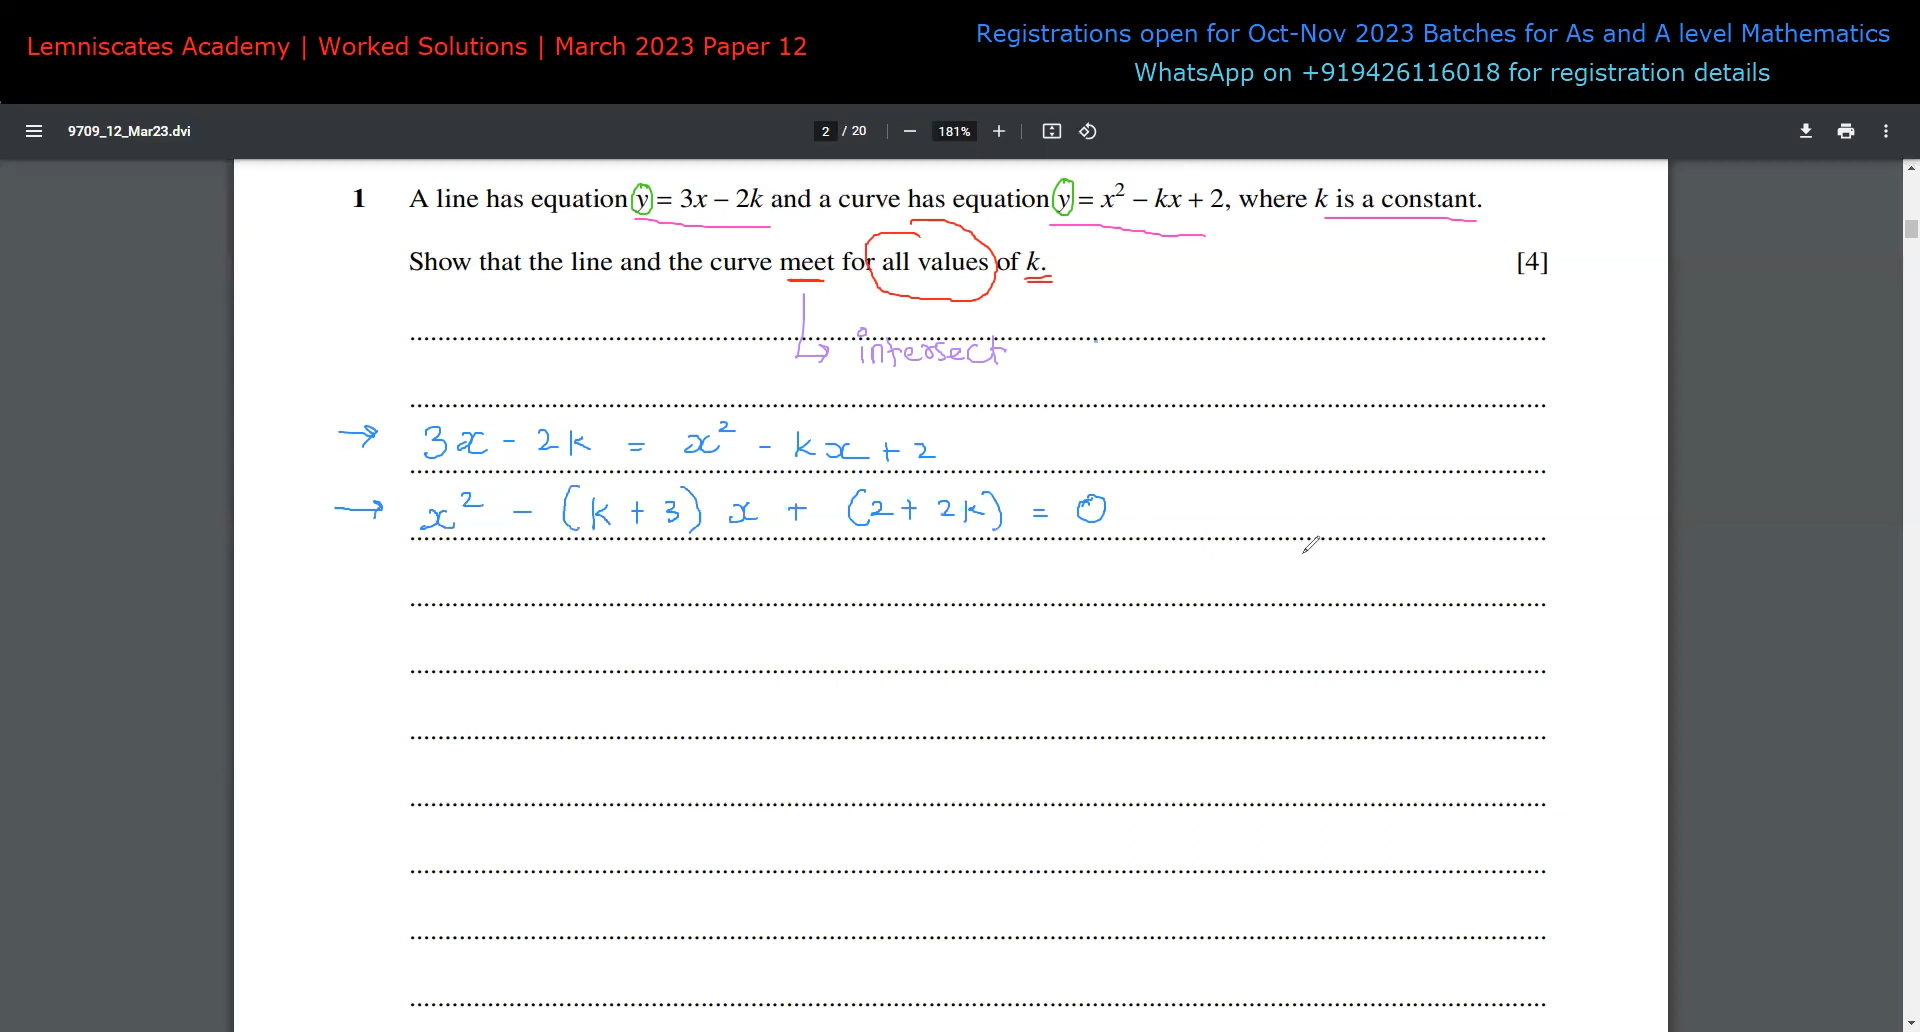 Lemniscates Academy | Worked Solutions | March 2023 Paper 12
Registrations open for Oct-Nov 2023 Batches for As and A level Mathematics
WhatsApp on +919426116018 for registration details
9709_12_Mar23.dvi
2 / 20
181%
1 A line has equation y = 3x − 2k and a curve has equation y = x² − kx + 2, where k is a constant.
Show that the line and the curve meet for all values of k. [4]
↳ intersect
→ 3x - 2k = x² - kx + 2
→ x² - (k + 3) x + (2 + 2k) = 0